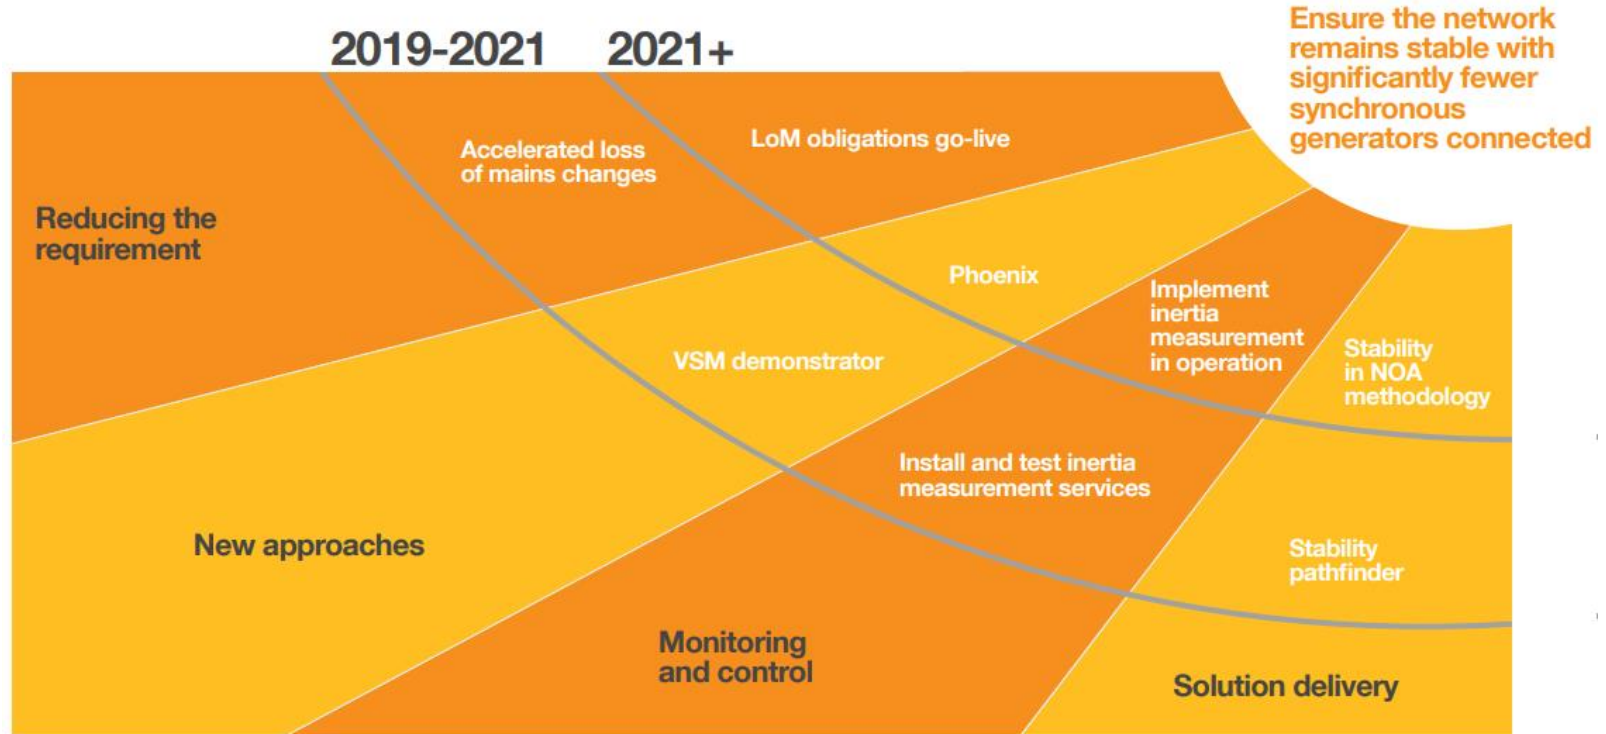 2019-2021
2021+
Ensure the network
remains stable with
significantly fewer
synchronous
generators connected
Reducing the
requirement
Accelerated loss
of mains changes
LoM obligations go-live
New approaches
VSM demonstrator
Phoenix
Monitoring
and control
Install and test inertia
measurement services
Implement
inertia
measurement
in operation
Solution delivery
Stability
pathfinder
Stability
in NOA
methodology